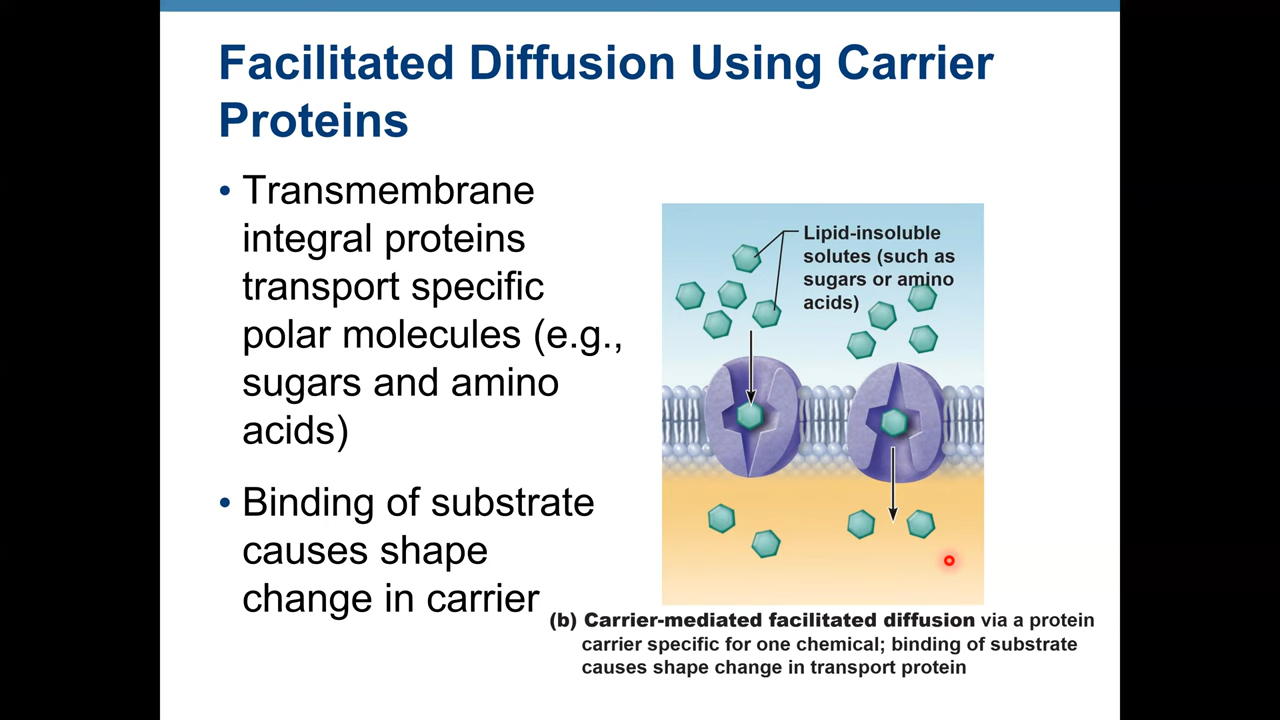 Facilitated Diffusion Using Carrier
Proteins
• Transmembrane
integral proteins
transport specific
polar molecules (e.g.,
sugars and amino
acids)
• Binding of substrate
causes shape
change in carrier
Lipid-insoluble
solutes (such as
sugars or amino
acids)
(b) Carrier-mediated facilitated diffusion via a protein
carrier specific for one chemical; binding of substrate
causes shape change in transport protein